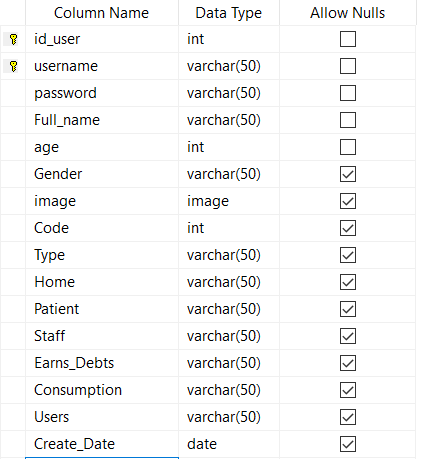 Column Name Data Type Allow Nulls
id_user int
username varchar(50)
password varchar(50)
Full_name varchar(50)
age int
Gender varchar(50)
image image
Code int
Type varchar(50)
Home varchar(50)
Patient varchar(50)
Staff varchar(50)
Earns_Debts varchar(50)
Consumption varchar(50)
Users varchar(50)
Create_Date date